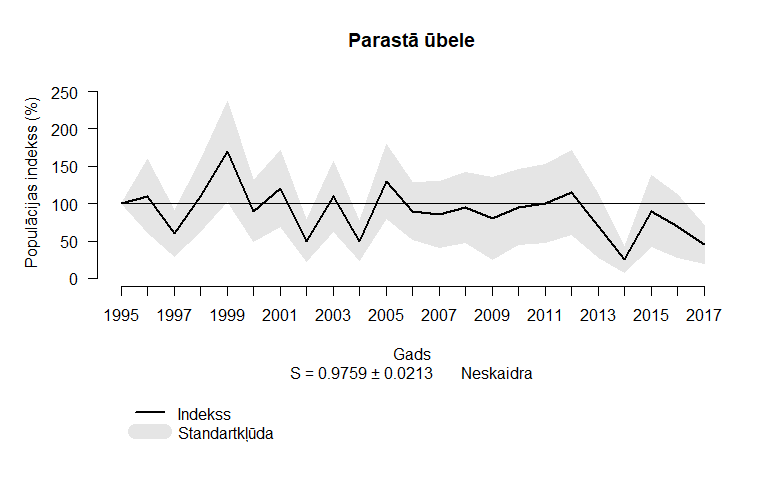 Parastā ūbele
Populācijas indekss (%)
250
200
150
100
50
0
1995 1997 1999 2001 2003 2005 2007 2009 2011 2013 2015 2017
Gads
S = 0.9759 ± 0.0213 Neskaidra
Indekss
Standartkļūda